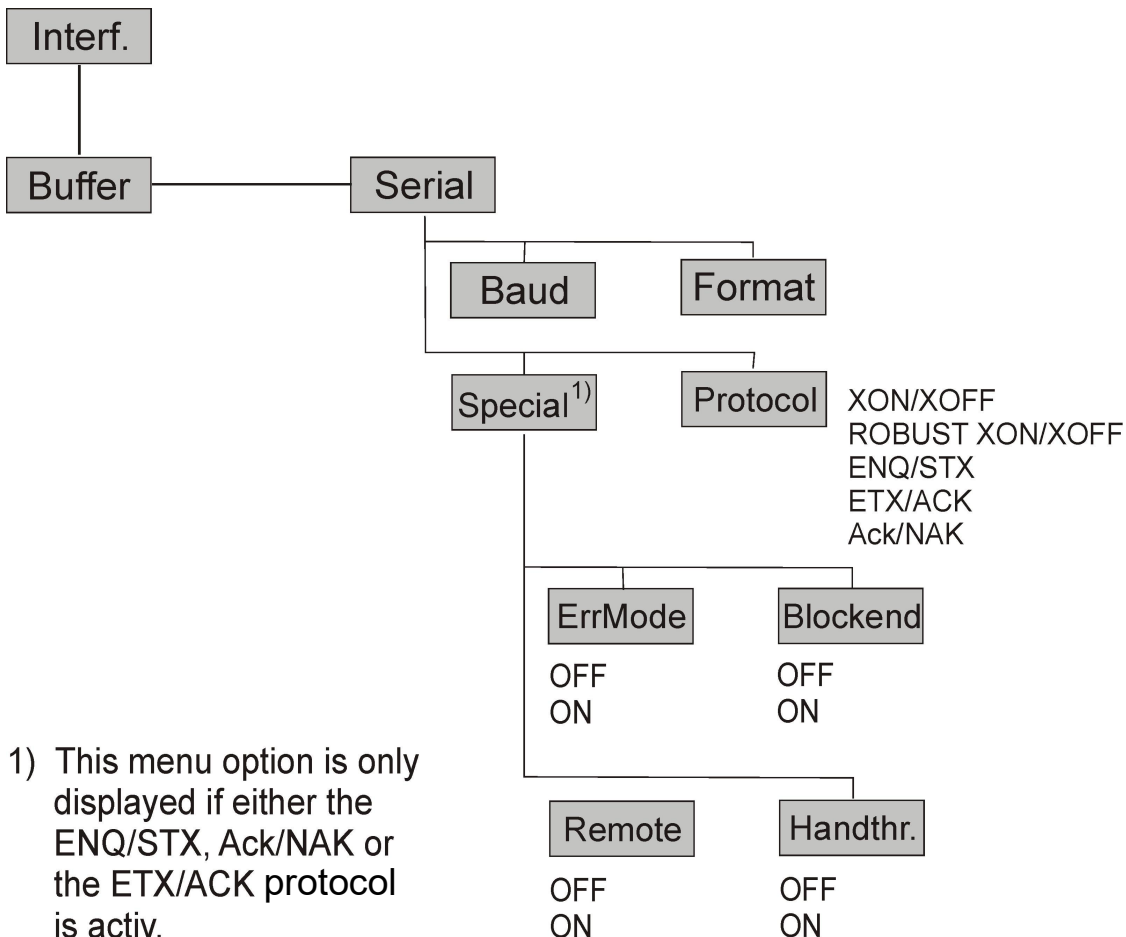 Interf.
Buffer
Serial
Baud
Format
Special 1)
Protocol
XON/XOFF
ROBUST XON/XOFF
ENQ/STX
ETX/ACK
Ack/NAK
ErrMode
OFF
ON
Blockend
OFF
ON
Remote
OFF
ON
Handthr.
OFF
ON
1) This menu option is only
displayed if either the
ENQ/STX, Ack/NAK or
the ETX/ACK protocol
is activ.